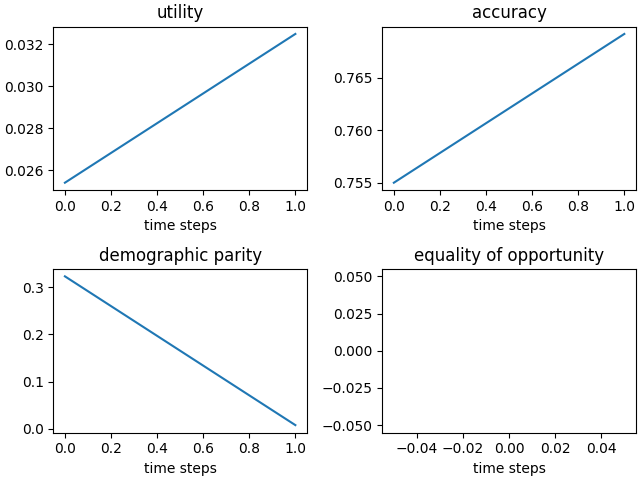 utility
0.032
0.030
0.028
0.026
0.0 0.2 0.4 0.6 0.8 1.0
time steps
accuracy
0.765
0.760
0.755
0.0 0.2 0.4 0.6 0.8 1.0
time steps
demographic parity
0.3
0.2
0.1
0.0
0.0 0.2 0.4 0.6 0.8 1.0
time steps
equality of opportunity
0.050
0.025
0.000
−0.025
−0.050
−0.04 −0.02 0.00 0.02 0.04
time steps